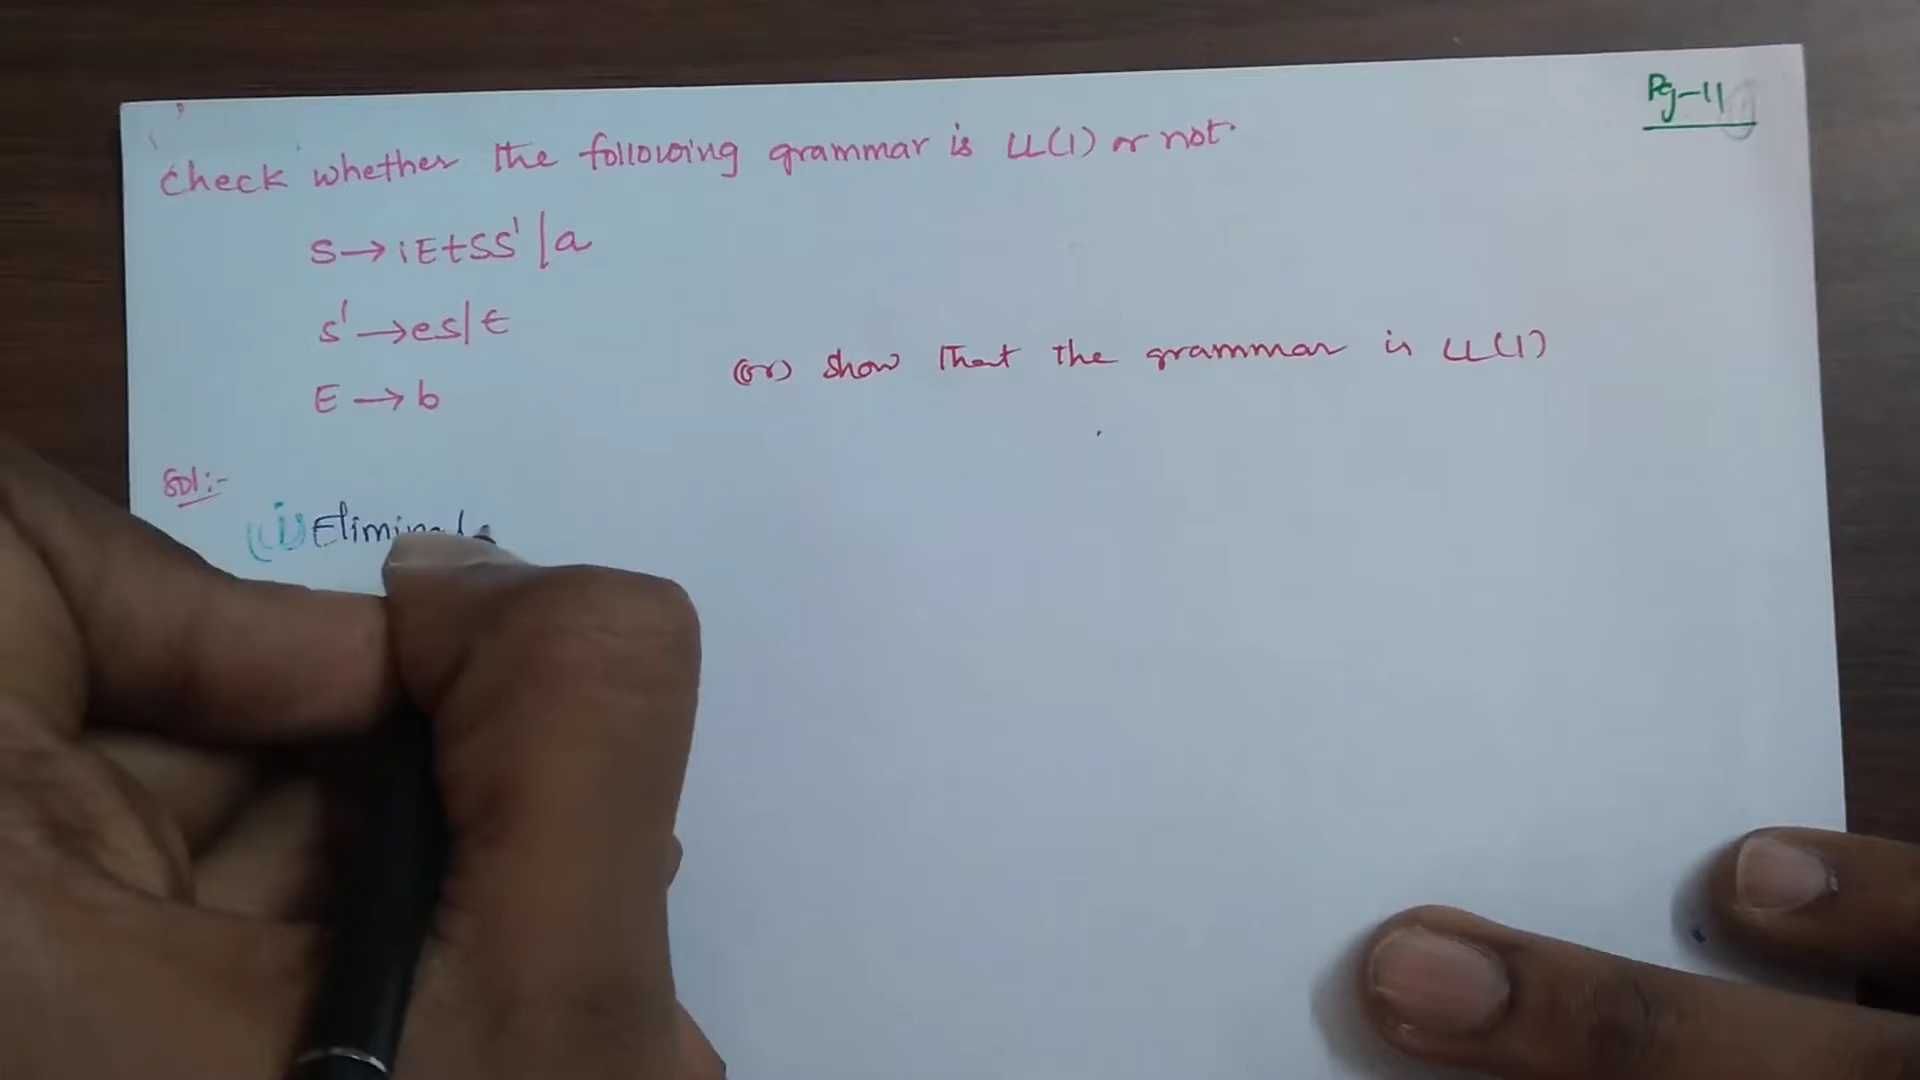 Pg-11
Check whether the following grammar is LL(1) or not
S→iEtSS'|a
S'→eS|ϵ
(or) show that the grammar is LL(1)
E→b
Sol:-
(i)